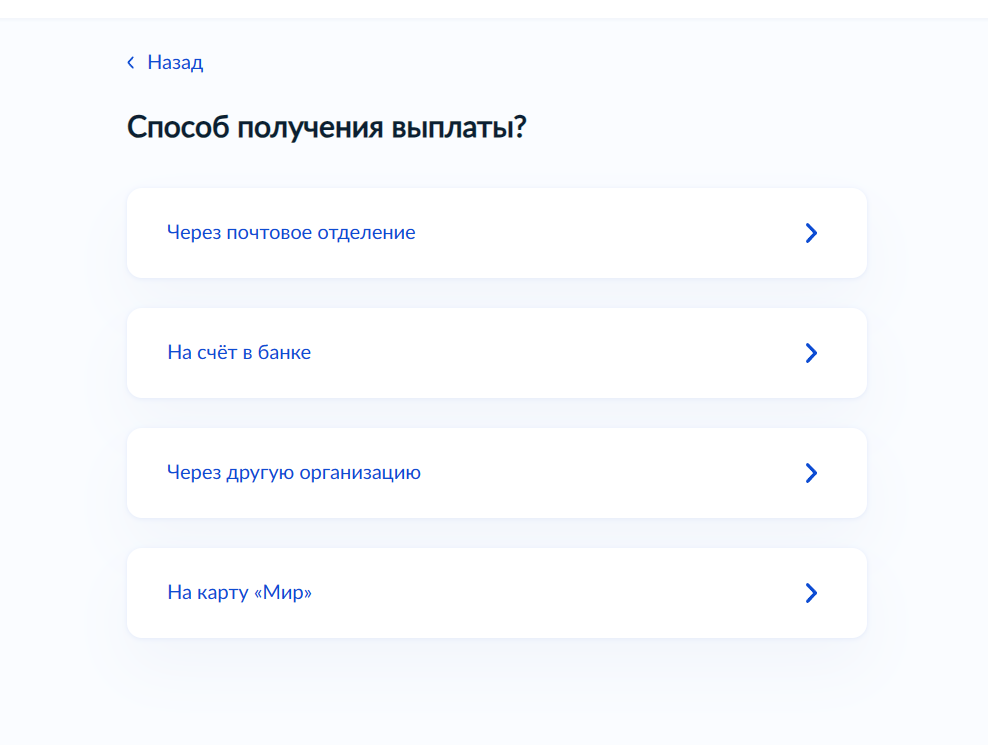 Назад
Способ получения выплаты?
Через почтовое отделение
На счёт в банке
Через другую организацию
На карту «Мир»